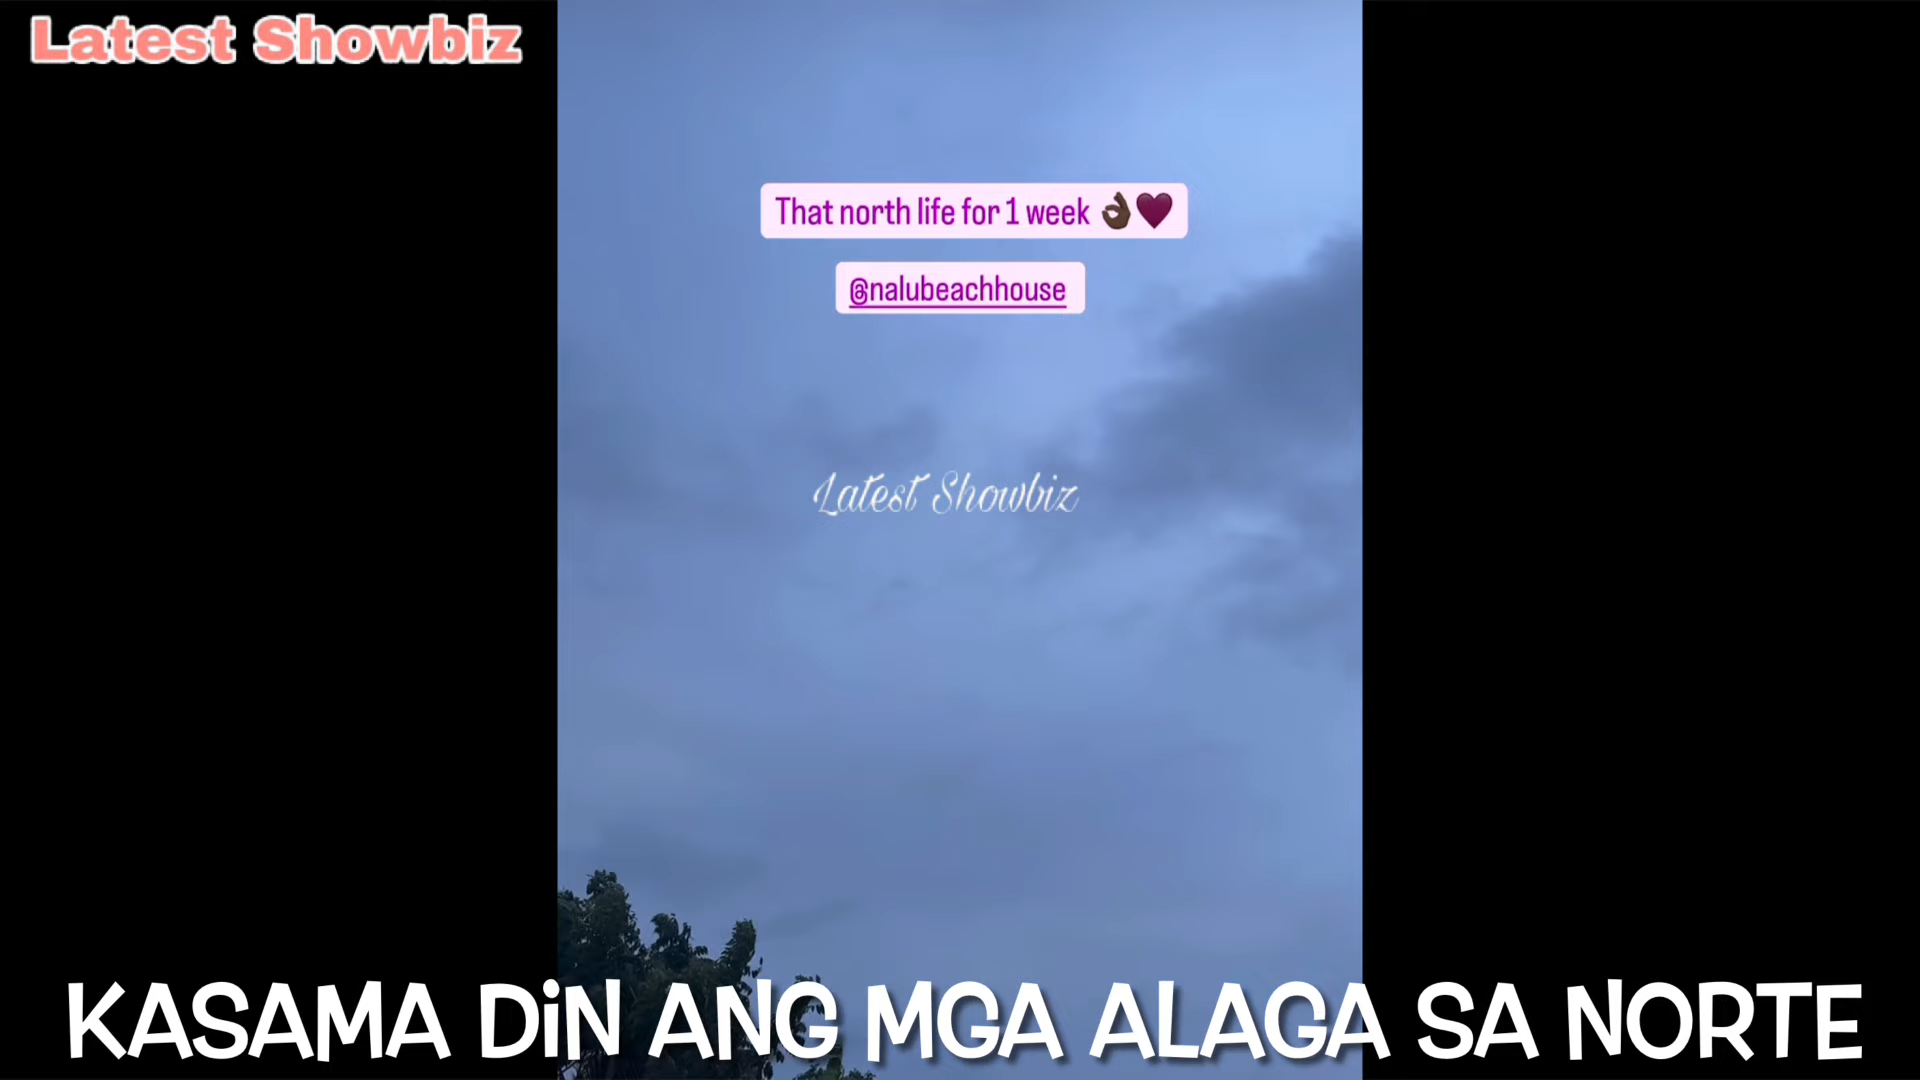 Latest Showbiz
That north life for 1 week 👌🏿♥
@nalubeachhouse
Latest Showbiz
KASAMA DiN ANG MGA ALAGA SA NORTE